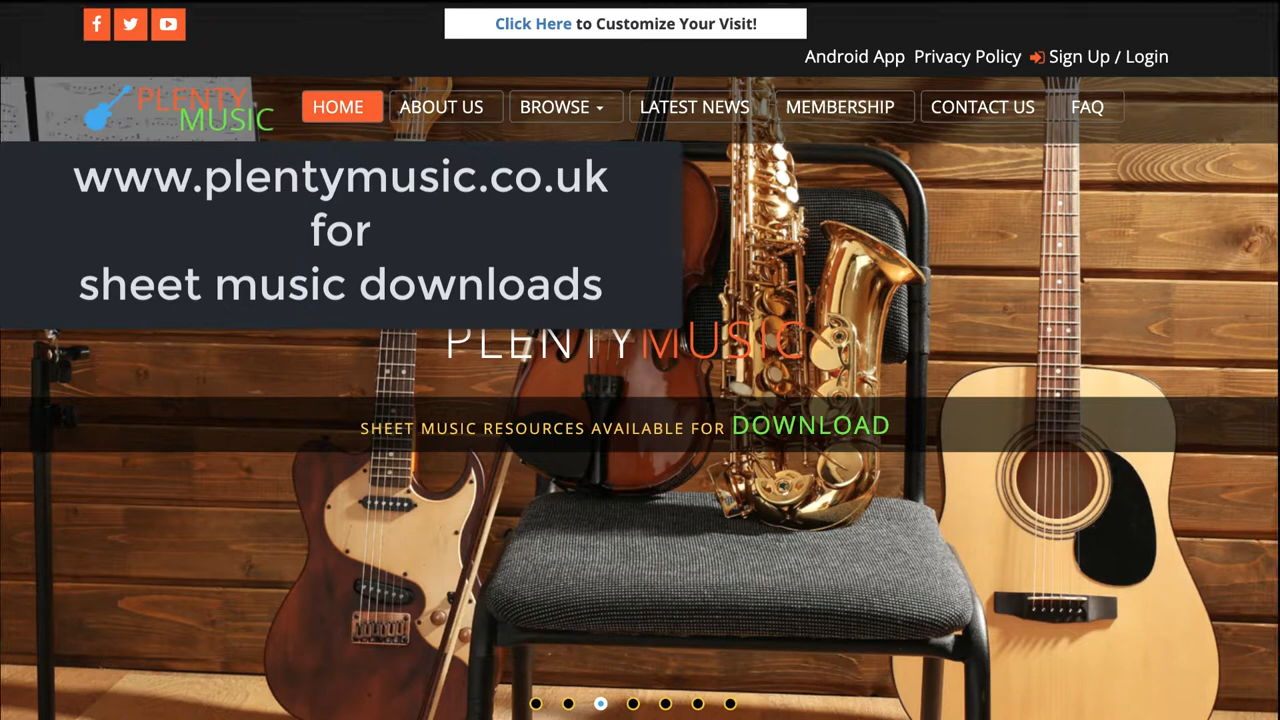 Click Here to Customize Your Visit!
Android App Privacy Policy Sign Up / Login
PLENTY
MUSIC
HOME ABOUT US BROWSE LATEST NEWS MEMBERSHIP CONTACT US FAQ
www.plentymusic.co.uk
for
sheet music downloads
PLENTYMUSIC
SHEET MUSIC RESOURCES AVAILABLE FOR DOWNLOAD